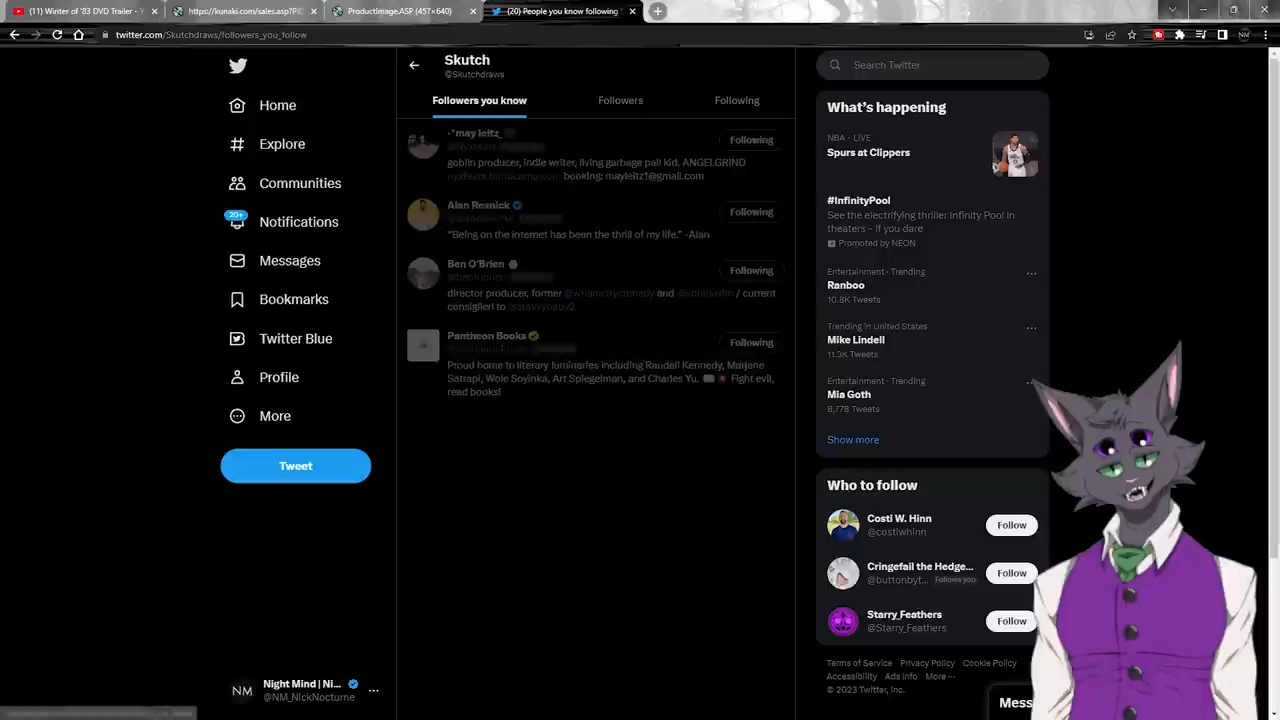 (11) Winter of '83 DVD Trailer -
https://kunaki.com/sales.asp?PID
ProductImage.ASP (457×640)
(20) People you know following
twitter.com/Skutchdraws/followers_you_follow
Home
Explore
Communities
20+
Notifications
Messages
Bookmarks
Twitter Blue
Profile
More
Tweet
Night Mind | Ni...
@NM_NickNocturne
Skutch
@Skutchdraws
Followers you know
Followers
Following
may leitz_
Following
goblin producer, indie writer, living garbage pail kid. ANGELGRIND
booking: mayleitz1@gmail.com
Alan Resnick
Following
"Being on the internet has been the thrill of my life." -Alan
Ben O'Brien
Following
director producer, former @whamcitycomedy and @adultswim / current
consiglieri to @stavvybaby2
Pantheon Books
Following
Proud home to literary luminaries including Randall Kennedy, Marjane
Satrapi, Wole Soyinka, Art Spiegelman, and Charles Yu. Fight evil,
read books!
Search Twitter
What's happening
NBA · LIVE
Spurs at Clippers
#InfinityPool
See the electrifying thriller Infinity Pool in
theaters – if you dare
Promoted by NEON
Entertainment · Trending
Ranboo
10.8K Tweets
Trending in United States
Mike Lindell
11.3K Tweets
Entertainment · Trending
Mia Goth
8,778 Tweets
Show more
Who to follow
Costi W. Hinn
@costiwhinn
Follow
Cringefail the Hedge...
@buttonbyt... Follows you
Follow
Starry_Feathers
@Starry_Feathers
Follow
Terms of Service Privacy Policy Cookie Policy
Accessibility Ads info More ···
© 2023 Twitter, Inc.
Mess
NM